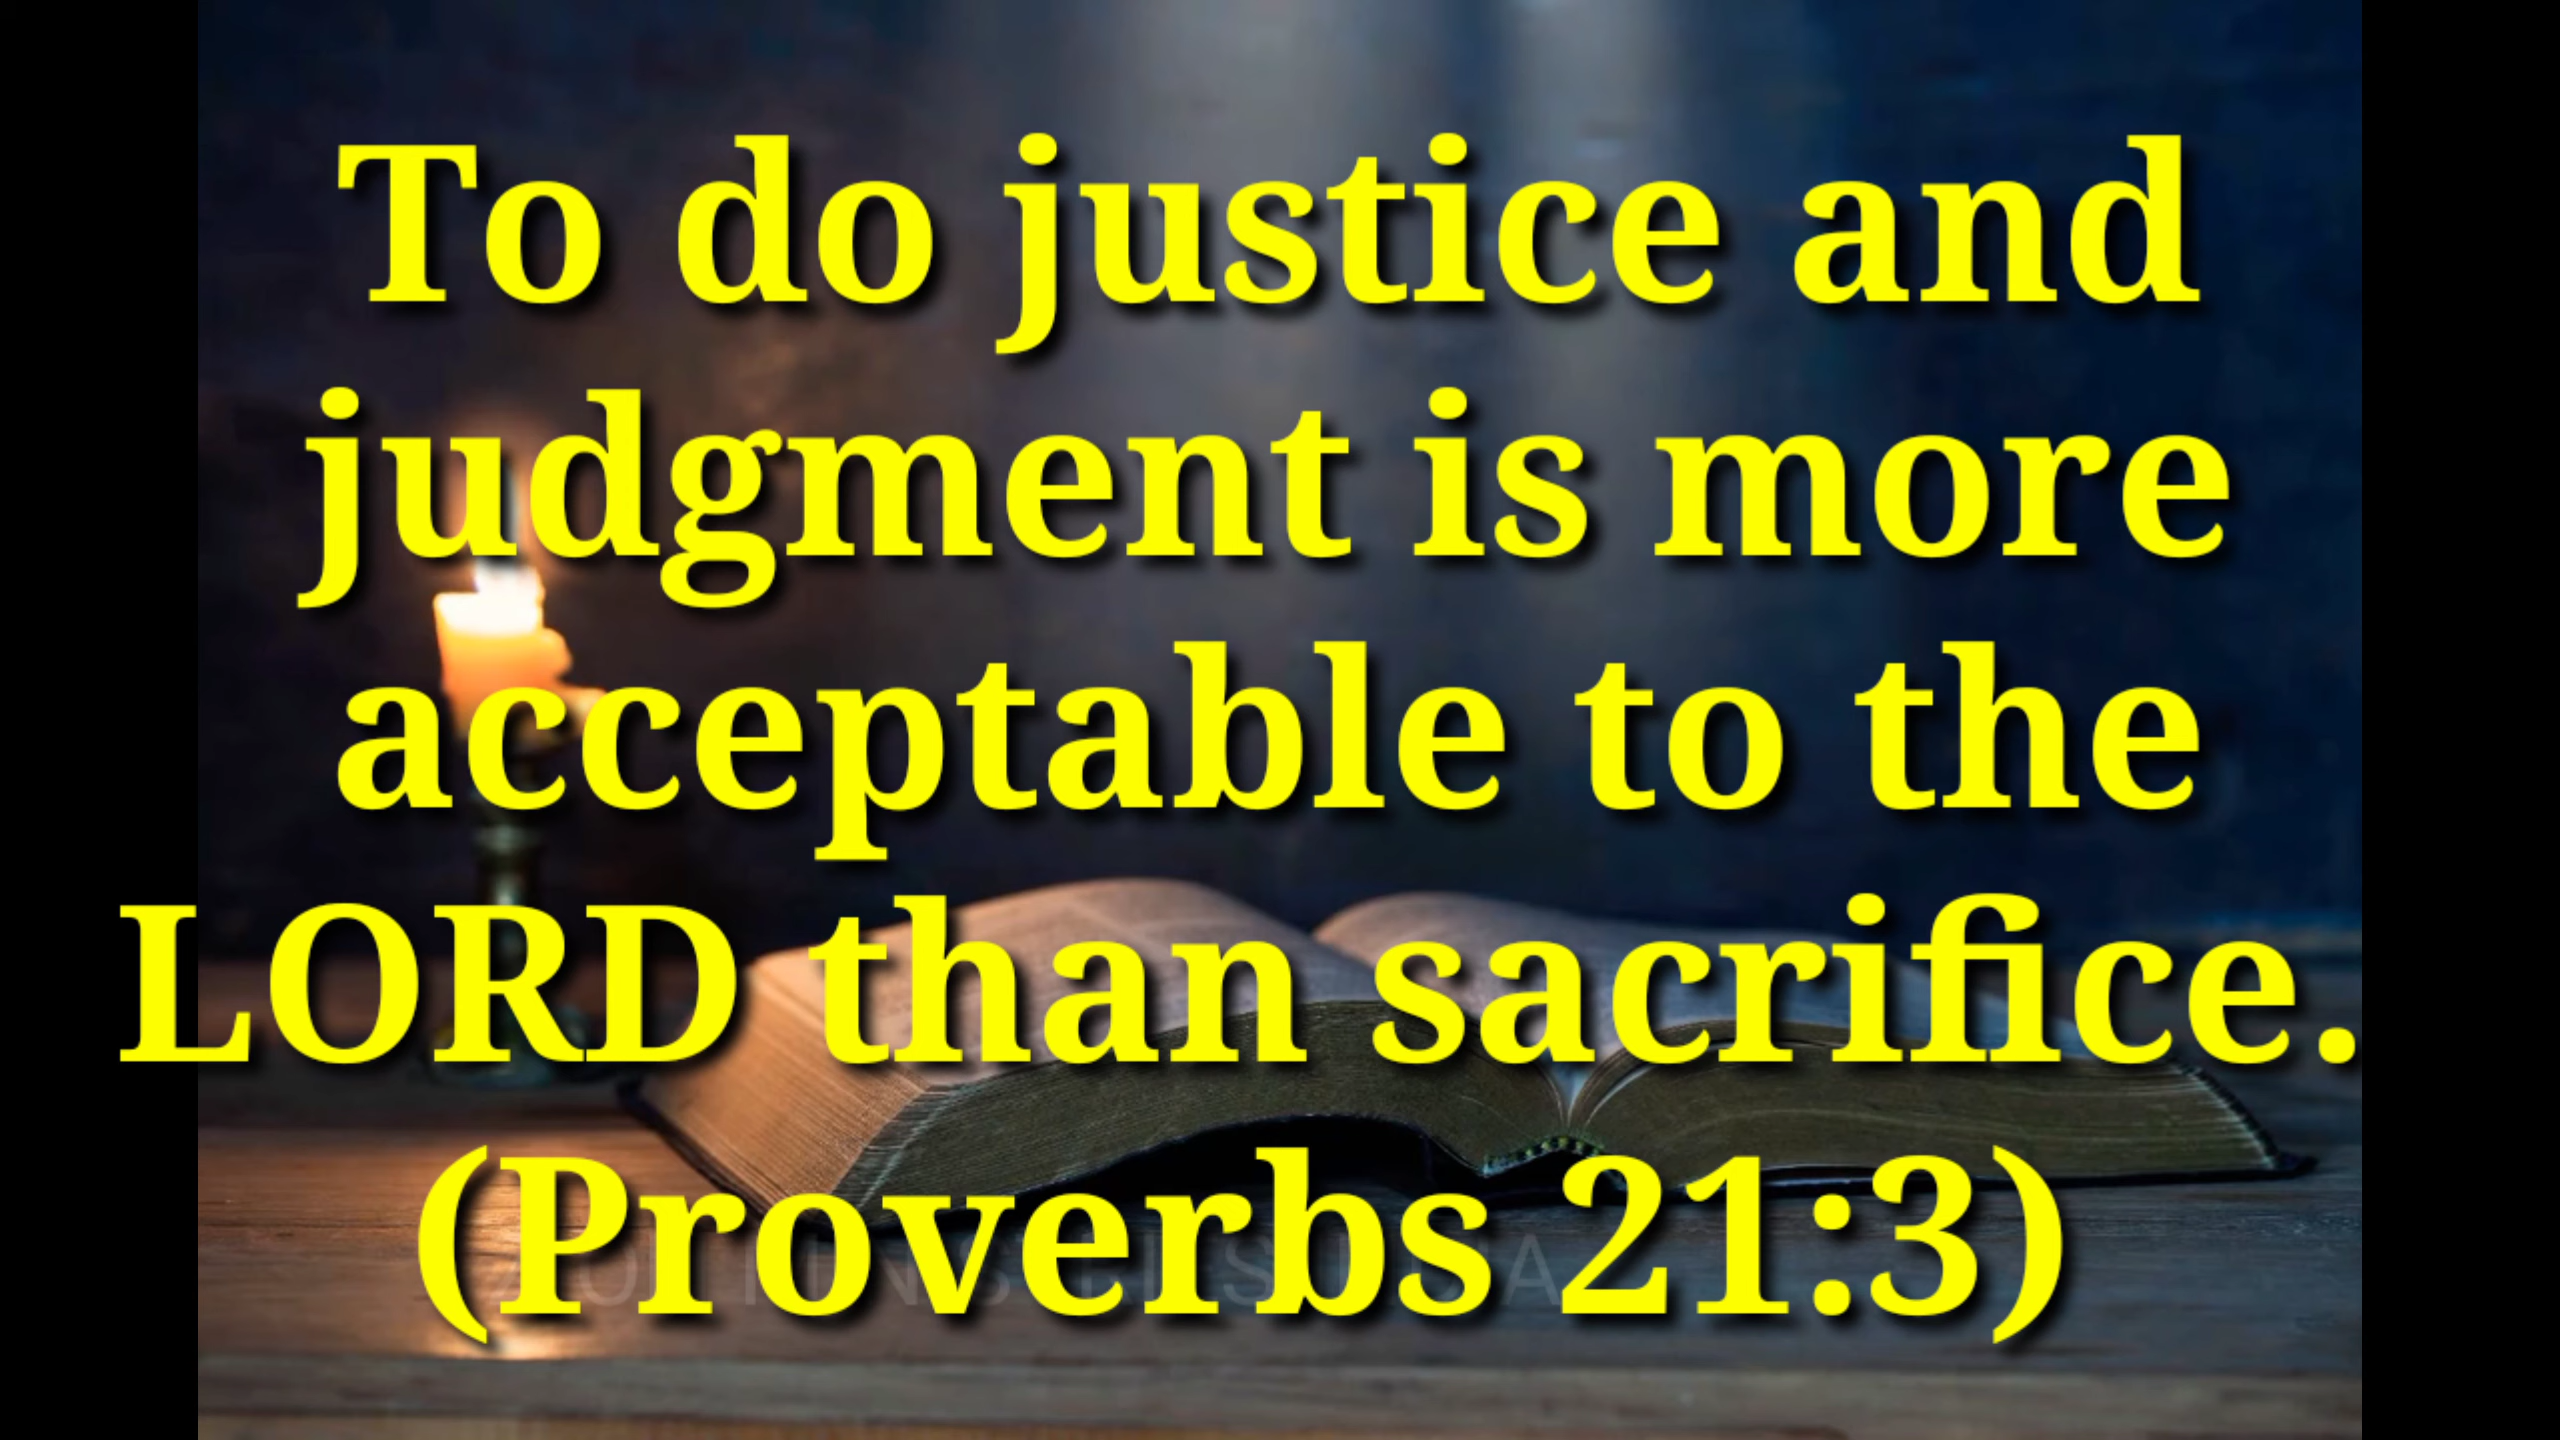 To do justice and
judgment is more
acceptable to the
LORD than sacrifice.
(Proverbs 21:3)